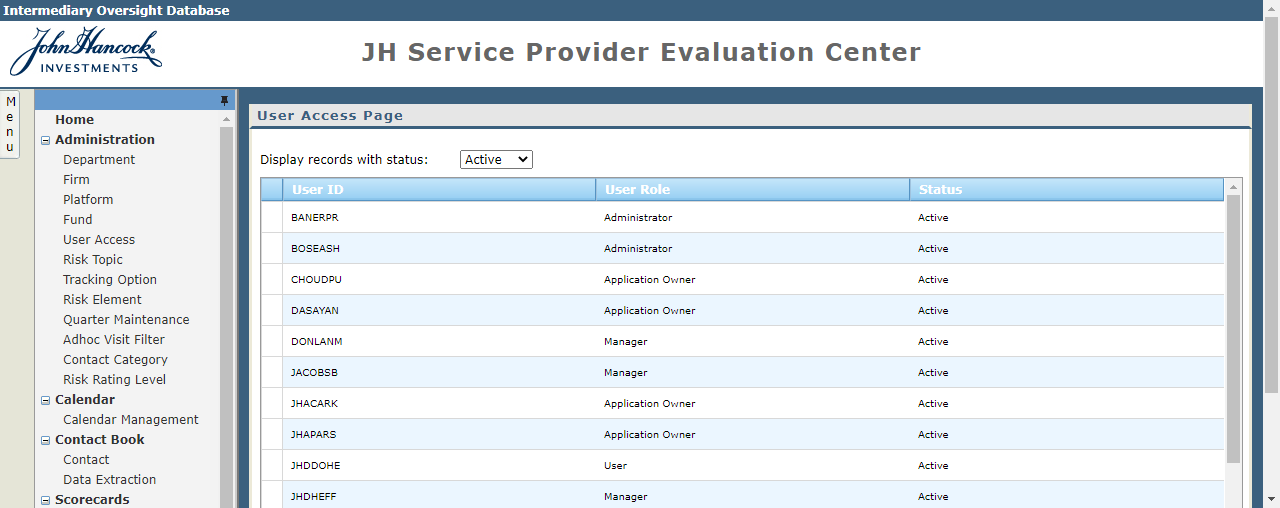 Intermediary Oversight Database
John Hancock
INVESTMENTS
JH Service Provider Evaluation Center
Menu
Home
Administration
Department
Firm
Platform
Fund
User Access
Risk Topic
Tracking Option
Risk Element
Quarter Maintenance
Adhoc Visit Filter
Contact Category
Risk Rating Level
Calendar
Calendar Management
Contact Book
Contact
Data Extraction
Scorecards
User Access Page
Display records with status: Active
User ID User Role Status
BANERPR Administrator Active
BOSEASH Administrator Active
CHOUDPU Application Owner Active
DASAYAN Application Owner Active
DONLANM Manager Active
JACOBSB Manager Active
JHACARK Application Owner Active
JHAPARS Application Owner Active
JHDDOHE User Active
JHDHEFF Manager Active